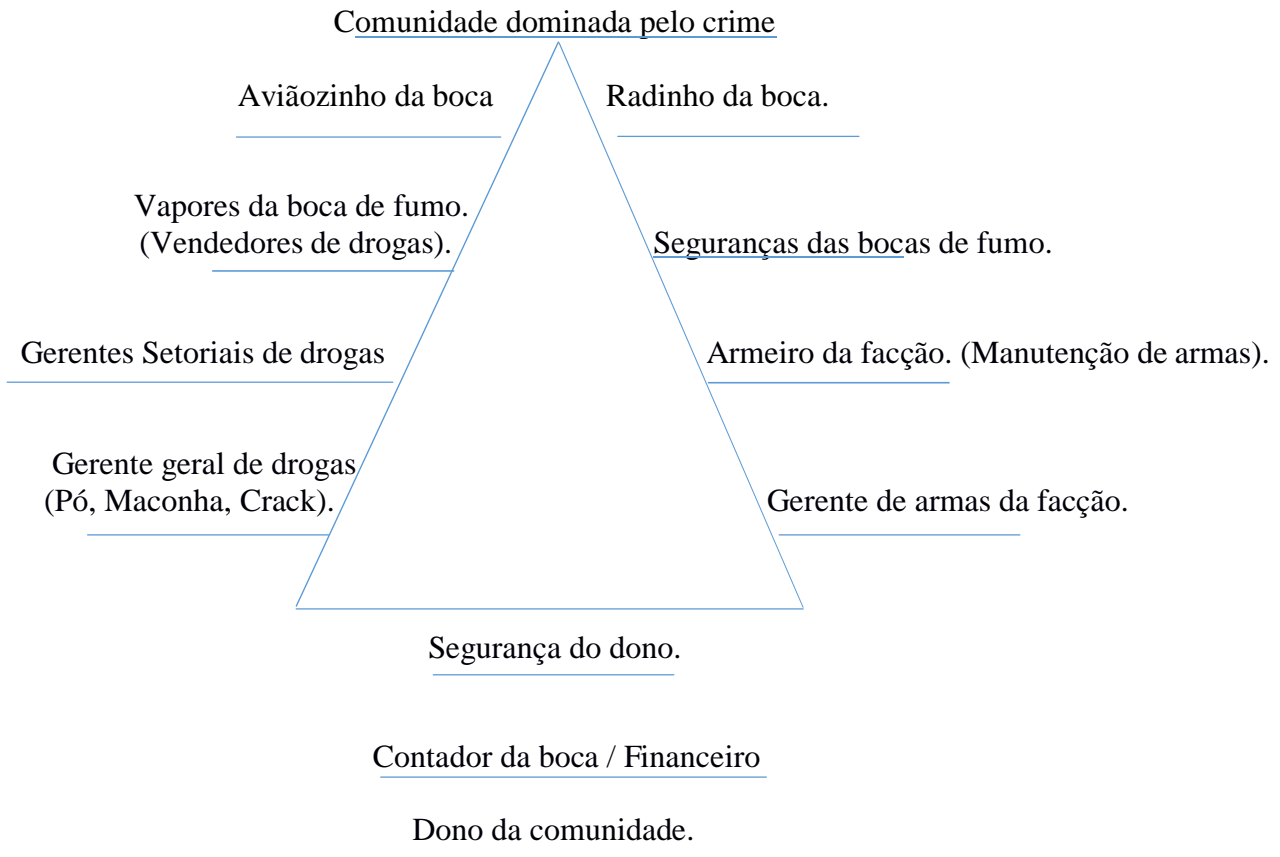 Comunidade dominada pelo crime
Aviãozinho da boca
Radinho da boca.
Vapores da boca de fumo.
(Vendedores de drogas).
Seguranças das bocas de fumo.
Gerentes Setoriais de drogas
Armeiro da facção. (Manutenção de armas).
Gerente geral de drogas
(Pó, Maconha, Crack).
Gerente de armas da facção.
Segurança do dono.
Contador da boca / Financeiro
Dono da comunidade.